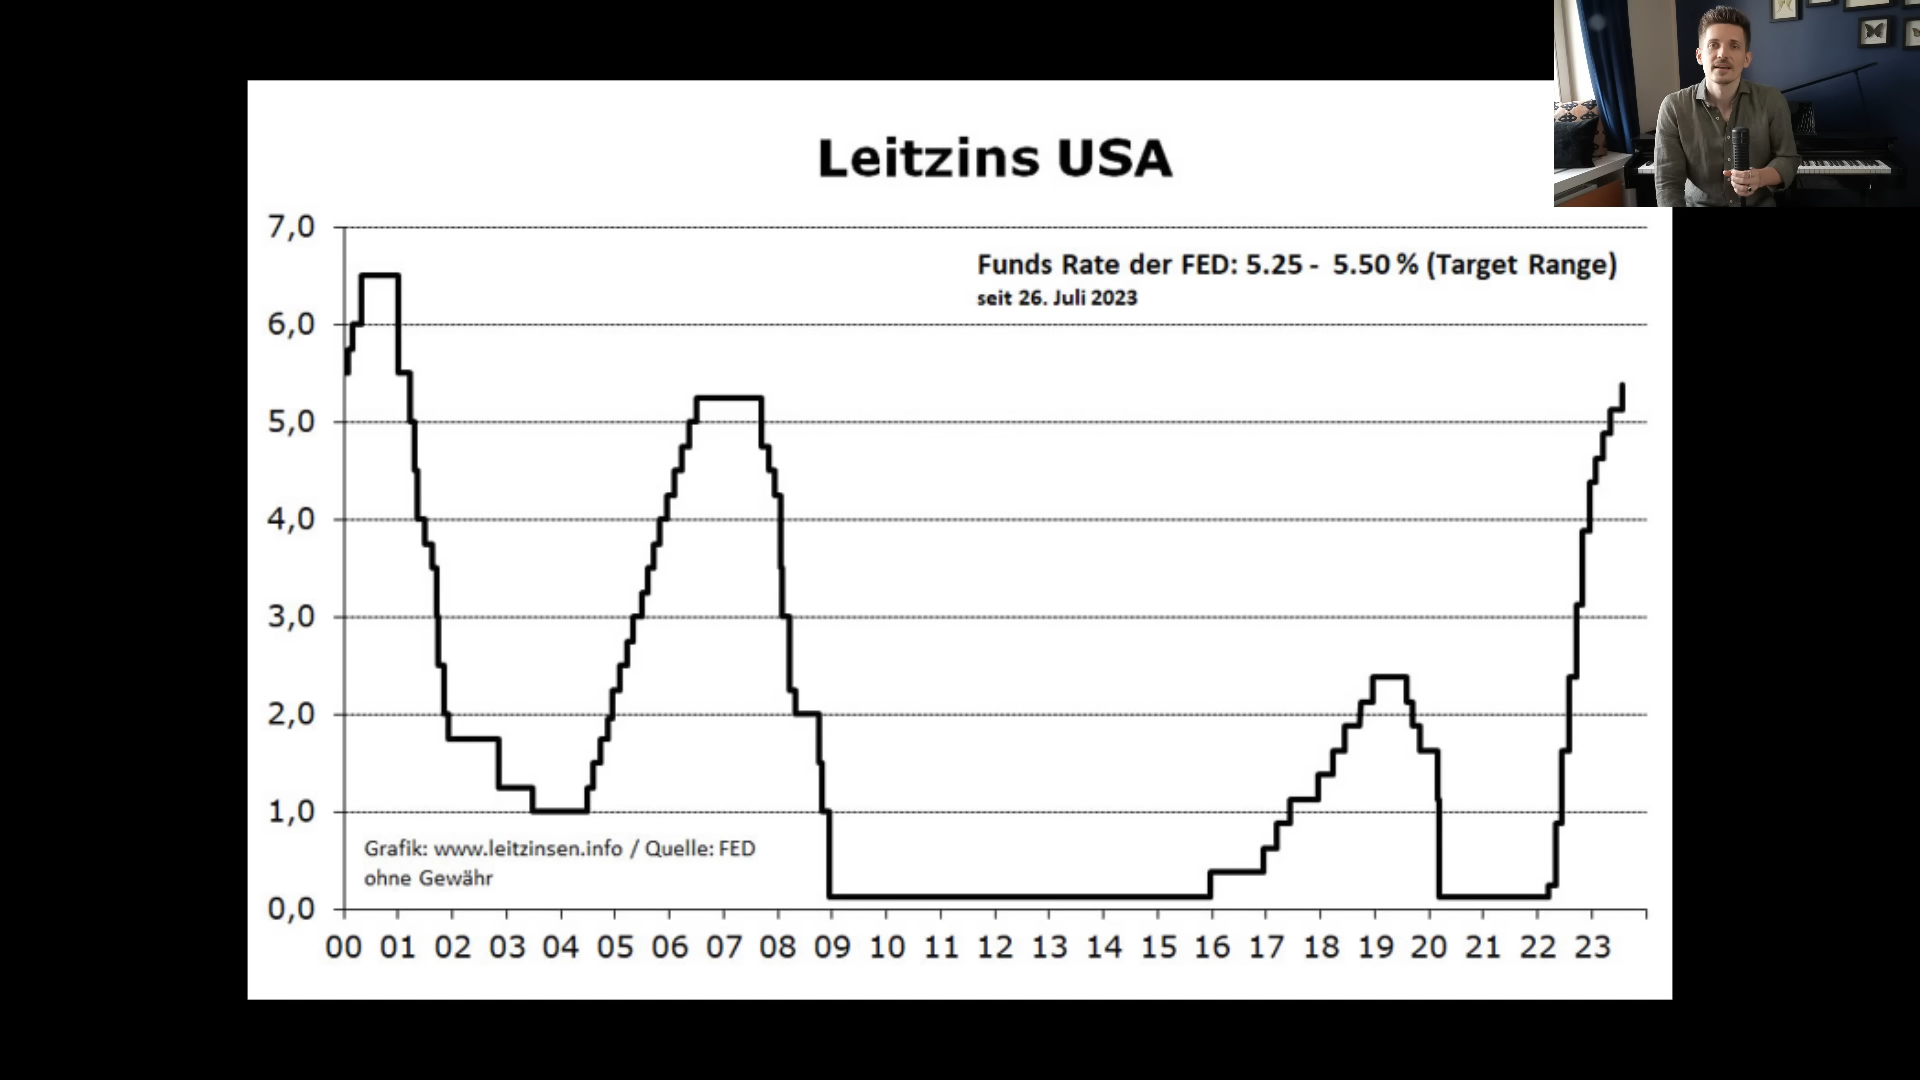 Leitzins USA
7,0
Funds Rate der FED: 5.25 - 5.50 % (Target Range)
seit 26. Juli 2023
6,0
5,0
4,0
3,0
2,0
1,0
Grafik: www.leitzinsen.info / Quelle: FED
ohne Gewähr
0,0
00 01 02 03 04 05 06 07 08 09 10 11 12 13 14 15 16 17 18 19 20 21 22 23